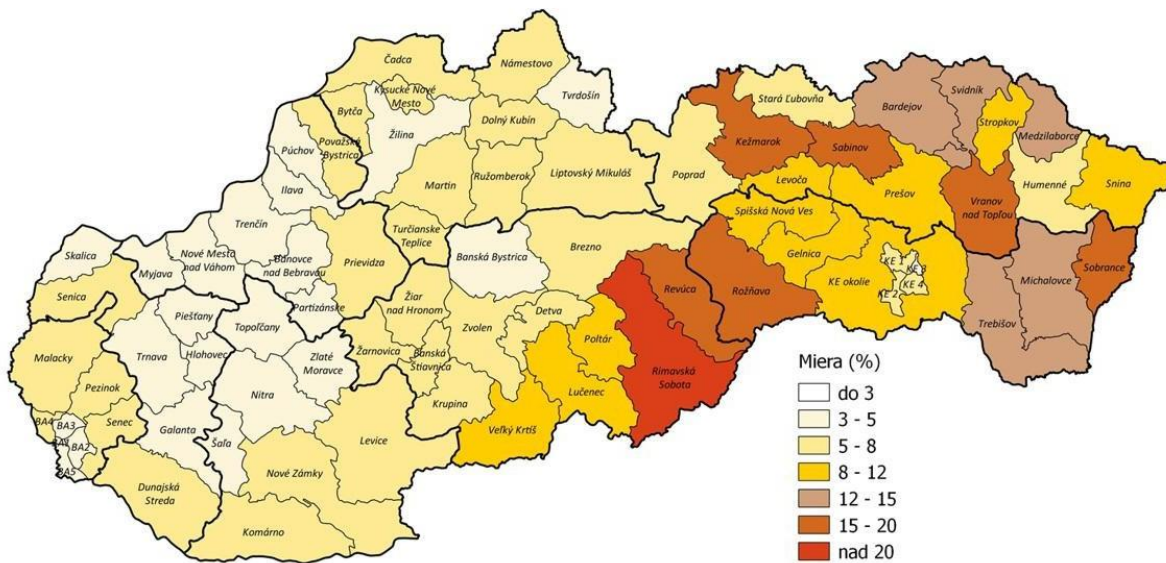 Čadca
Námestovo
Kysucké Nové
Mesto
Tvrdošín
Bytča
Stará Ľubovňa
Bardejov
Svidník
Stropkov
Medzilaborce
Dolný Kubín
Žilina
Považská
Bystrica
Púchov
Kežmarok
Sabinov
Ilava
Martin
Ružomberok
Liptovský Mikuláš
Poprad
Levoča
Prešov
Humenné
Snina
Vranov
nad Topľou
Trenčín
Turčianske
Teplice
Spišská Nová Ves
Skalica
Myjava
Nové Mesto
nad Váhom
Bánovce
nad Bebravou
Prievidza
Banská Bystrica
Brezno
Gelnica
KE okolie
KE 1
KE 3
KE 4
KE 2
Michalovce
Sobrance
Senica
Partizánske
Žiar
nad Hronom
Revúca
Rožňava
Piešťany
Topoľčany
Detva
Zvolen
Trebišov
Malacky
Trnava
Hlohovec
Zlaté
Moravce
Žarnovica
Banská
Štiavnica
Poltár
Miera (%)
Rimavská
Sobota
Pezinok
Nitra
Krupina
Lučenec
do 3
BA4
BA3
Senec
Galanta
Šaľa
Levice
Veľký Krtíš
3 - 5
BA2
BA5
5 - 8
Nové Zámky
8 - 12
Dunajská
Streda
12 - 15
Komárno
15 - 20
nad 20